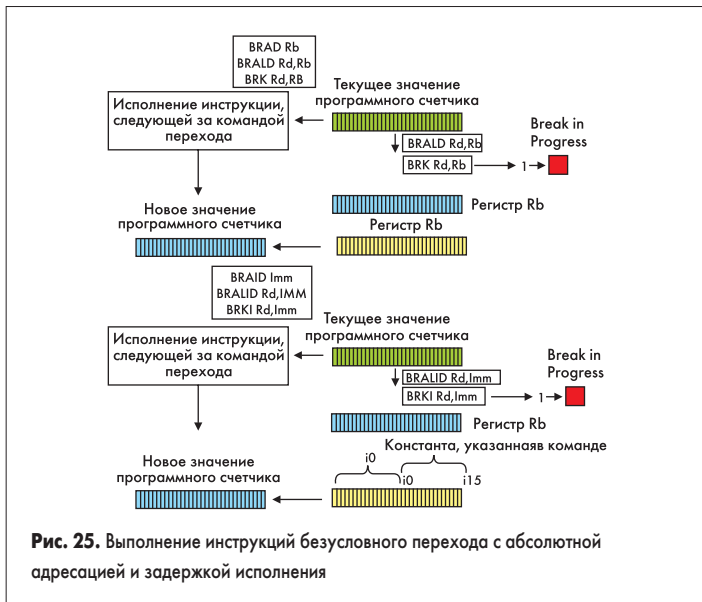 BRAD Rb
BRALD Rd,Rb
BRK Rd,RB
Исполнение инструкции,
следующей за командой
перехода
Текущее значение
программного счетчика
BRALD Rd,Rb
BRK Rd,Rb
1
Break in
Progress
Регистр Rb
Новое значение
программного счетчика
Регистр Rb
BRAID Imm
BRALID Rd,IMM
BRKI Rd,Imm
Исполнение инструкции,
следующей за командой
перехода
Текущее значение
программного счетчика
BRALID Rd,Imm
BRKI Rd,Imm
1
Break in
Progress
Регистр Rb
Константа, указаннаяв команде
i0
i0
i15
Новое значение
программного счетчика
Рис. 25. Выполнение инструкций безусловного перехода с абсолютной
адресацией и задержкой исполнения